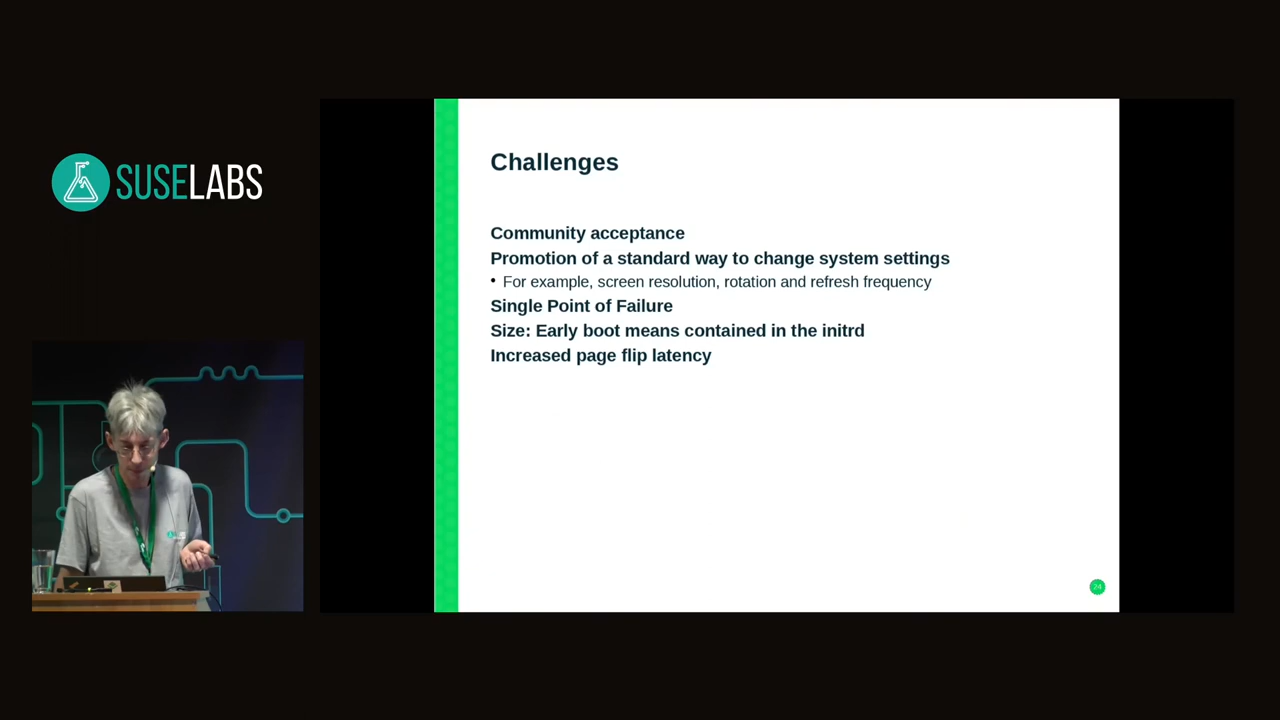 SUSELABS
Challenges
Community acceptance
Promotion of a standard way to change system settings
• For example, screen resolution, rotation and refresh frequency
Single Point of Failure
Size: Early boot means contained in the initrd
Increased page flip latency
24